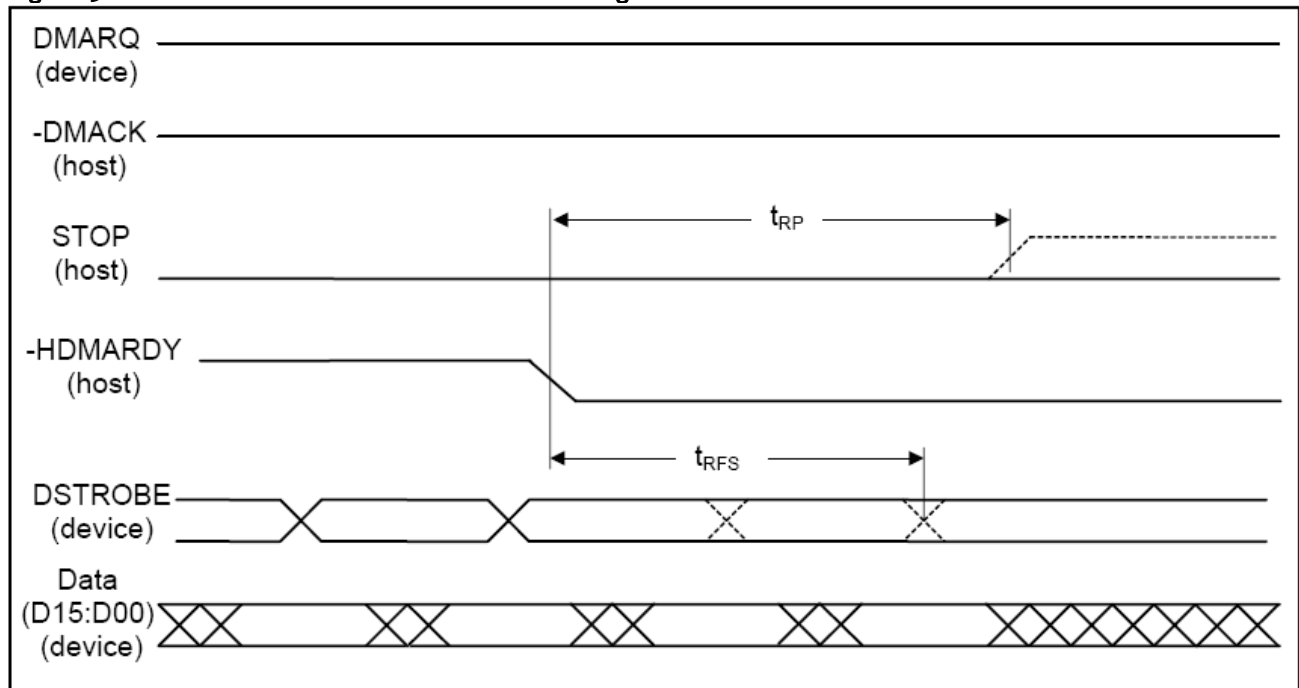 DMARQ
(device)
-DMACK
(host)
STOP
(host)
tRP
-HDMARDY
(host)
tRFS
DSTROBE
(device)
Data
(D15:D00)
(device)